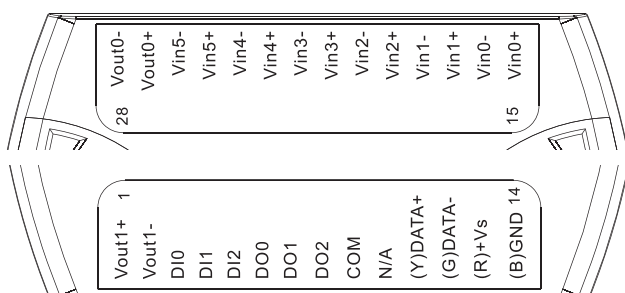 Vout0-
Vout0+
Vin5-
Vin5+
Vin4-
Vin4+
Vin3-
Vin3+
Vin2-
Vin2+
Vin1-
Vin1+
Vin0-
Vin0+
28
15
1
14
Vout1+
Vout1-
DI0
DI1
DI2
DO0
DO1
DO2
COM
N/A
(Y)DATA+
(G)DATA-
(R)+Vs
(B)GND